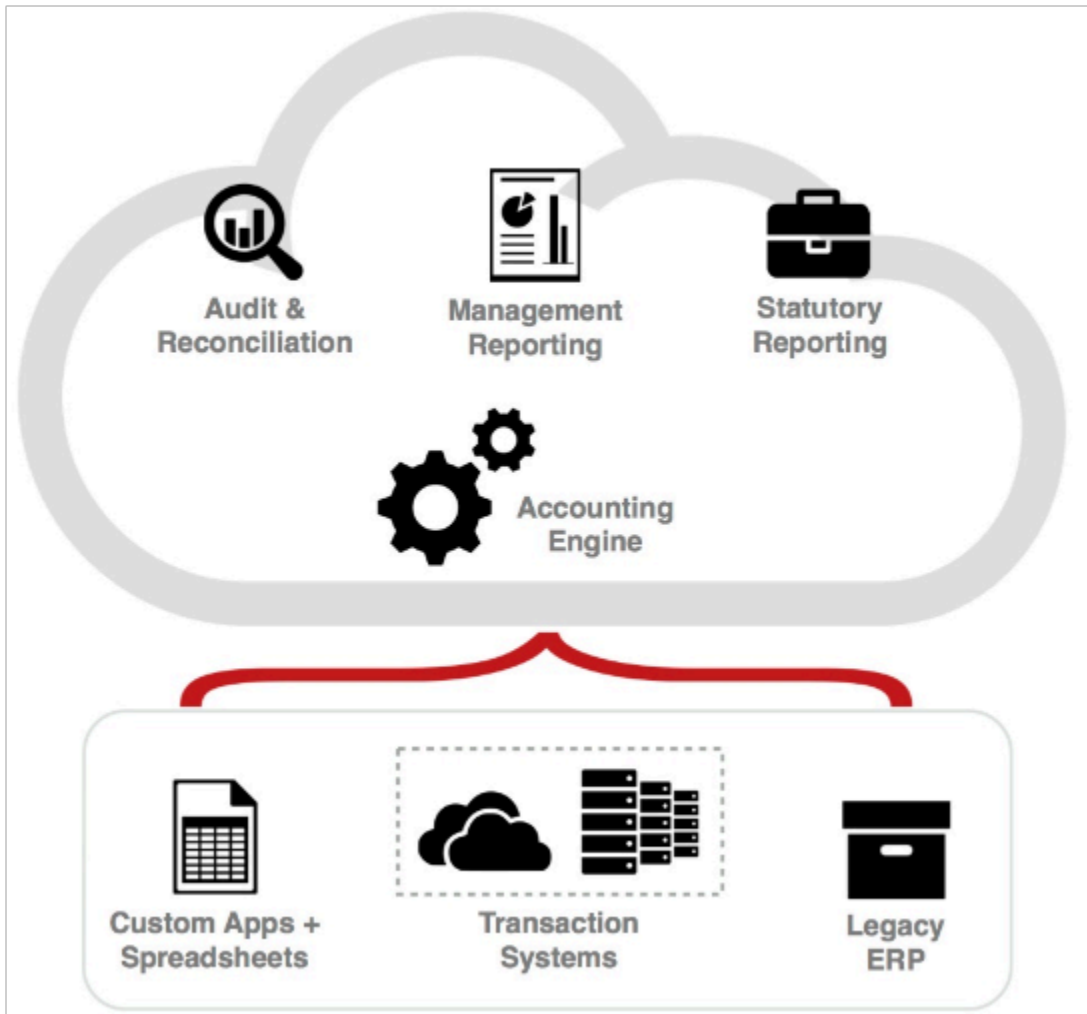 Audit &
Reconciliation
Management
Reporting
Statutory
Reporting
Accounting
Engine
Custom Apps +
Spreadsheets
Transaction
Systems
Legacy
ERP